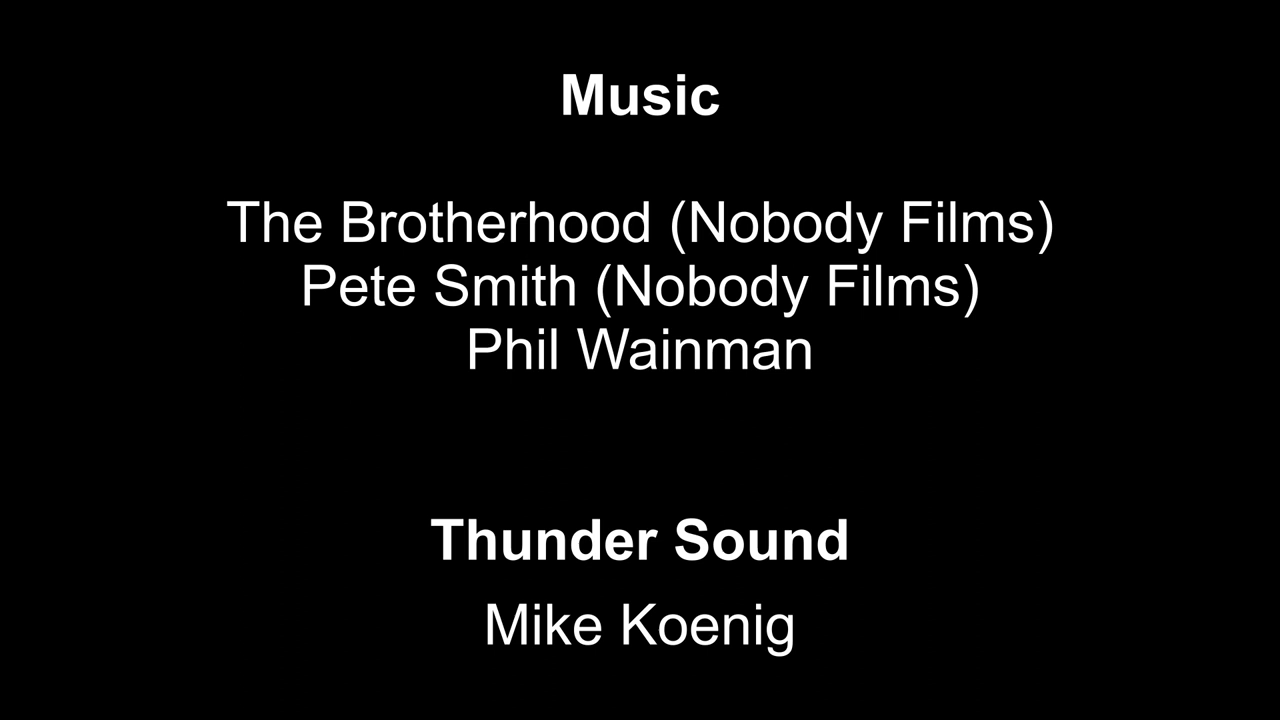 Music
The Brotherhood (Nobody Films)
Pete Smith (Nobody Films)
Phil Wainman
Thunder Sound
Mike Koenig